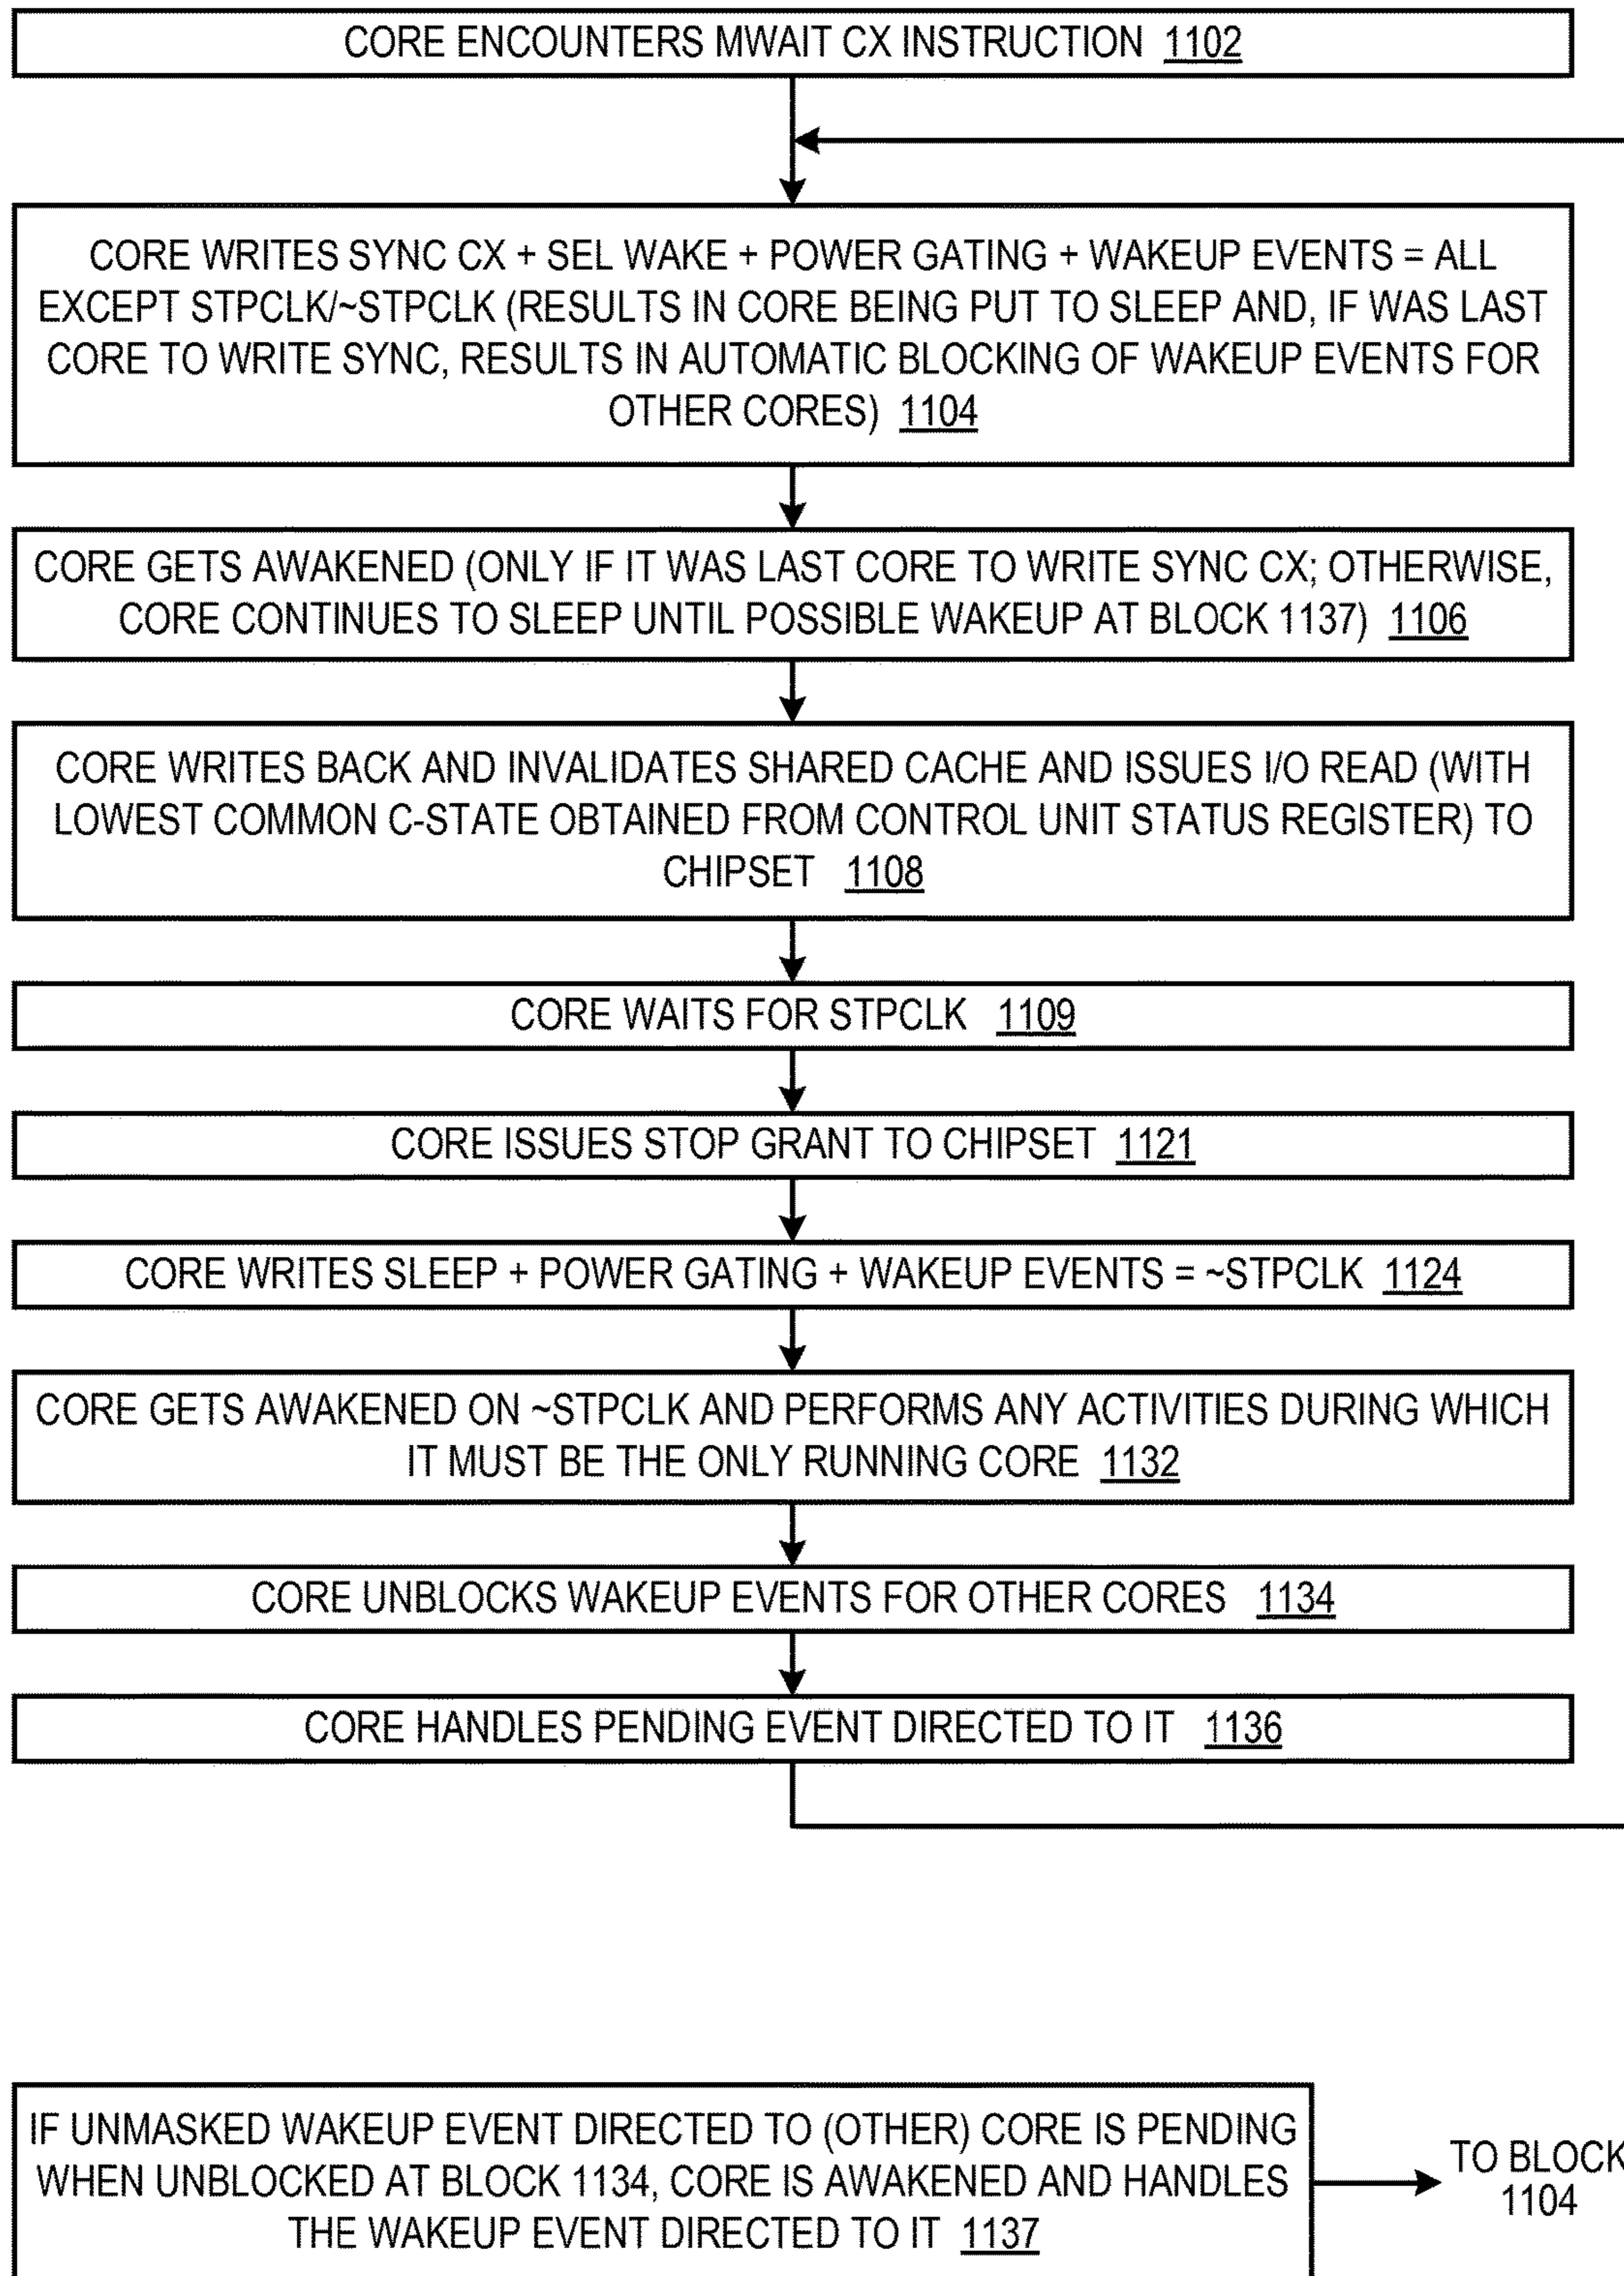 CORE ENCOUNTERS MWAIT CX INSTRUCTION 1102
CORE WRITES SYNC CX + SEL WAKE + POWER GATING + WAKEUP EVENTS = ALL
EXCEPT STPCLK/~STPCLK (RESULTS IN CORE BEING PUT TO SLEEP AND, IF WAS LAST
CORE TO WRITE SYNC, RESULTS IN AUTOMATIC BLOCKING OF WAKEUP EVENTS FOR
OTHER CORES) 1104
CORE GETS AWAKENED (ONLY IF IT WAS LAST CORE TO WRITE SYNC CX; OTHERWISE,
CORE CONTINUES TO SLEEP UNTIL POSSIBLE WAKEUP AT BLOCK 1137) 1106
CORE WRITES BACK AND INVALIDATES SHARED CACHE AND ISSUES I/O READ (WITH
LOWEST COMMON C-STATE OBTAINED FROM CONTROL UNIT STATUS REGISTER) TO
CHIPSET 1108
CORE WAITS FOR STPCLK 1109
CORE ISSUES STOP GRANT TO CHIPSET 1121
CORE WRITES SLEEP + POWER GATING + WAKEUP EVENTS = ~STPCLK 1124
CORE GETS AWAKENED ON ~STPCLK AND PERFORMS ANY ACTIVITIES DURING WHICH
IT MUST BE THE ONLY RUNNING CORE 1132
CORE UNBLOCKS WAKEUP EVENTS FOR OTHER CORES 1134
CORE HANDLES PENDING EVENT DIRECTED TO IT 1136
IF UNMASKED WAKEUP EVENT DIRECTED TO (OTHER) CORE IS PENDING
WHEN UNBLOCKED AT BLOCK 1134, CORE IS AWAKENED AND HANDLES
THE WAKEUP EVENT DIRECTED TO IT 1137
TO BLOCK
1104